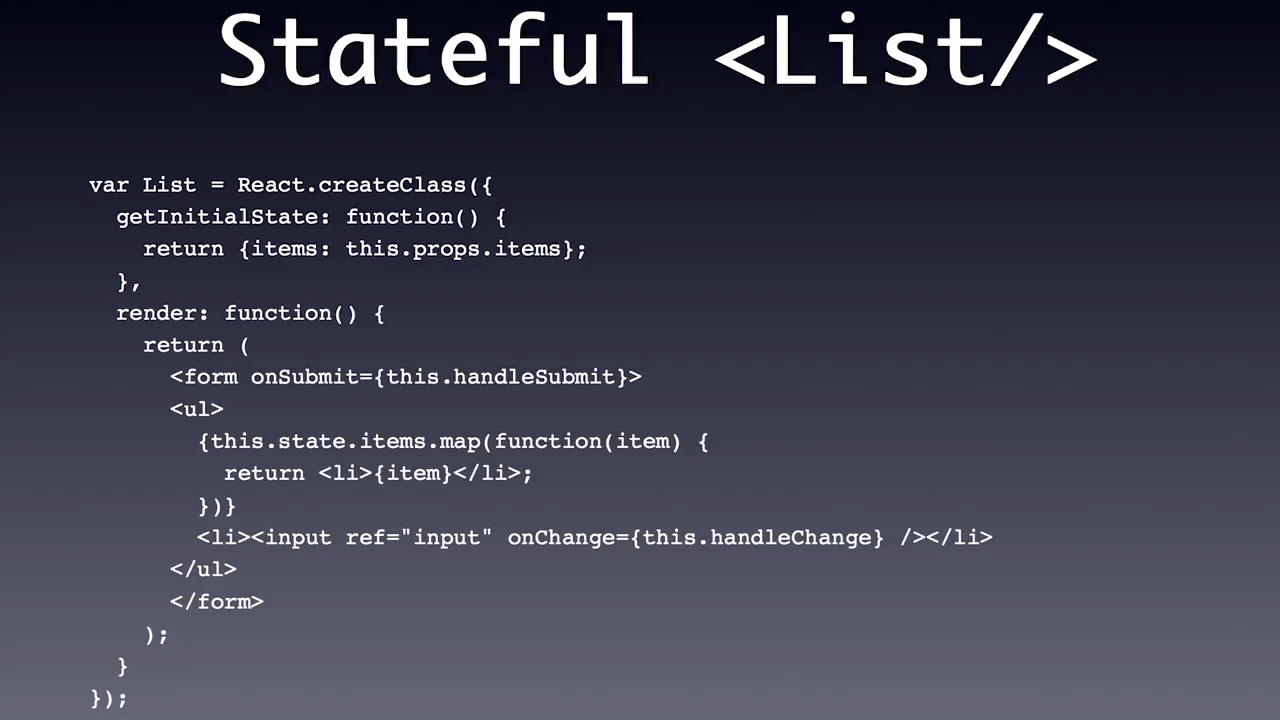 Stateful <List/>
var List = React.createClass({
  getInitialState: function() {
    return {items: this.props.items};
  },
  render: function() {
    return (
      <form onSubmit={this.handleSubmit}>
      <ul>
        {this.state.items.map(function(item) {
          return <li>{item}</li>;
        })}
        <li><input ref="input" onChange={this.handleChange} /></li>
      </ul>
      </form>
    );
  }
});